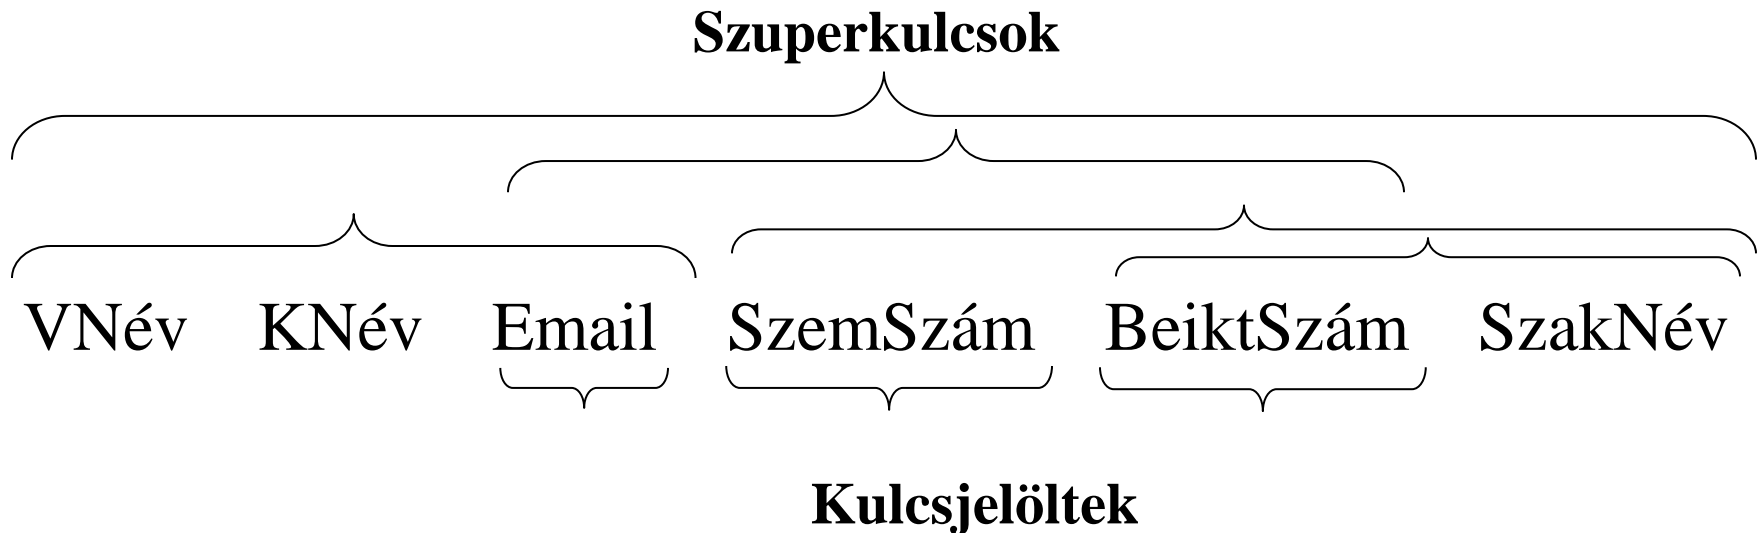 Szuperkulcsok
VNév KNév Email SzemSzám BeiktSzám SzakNév
Kulcsjelöltek